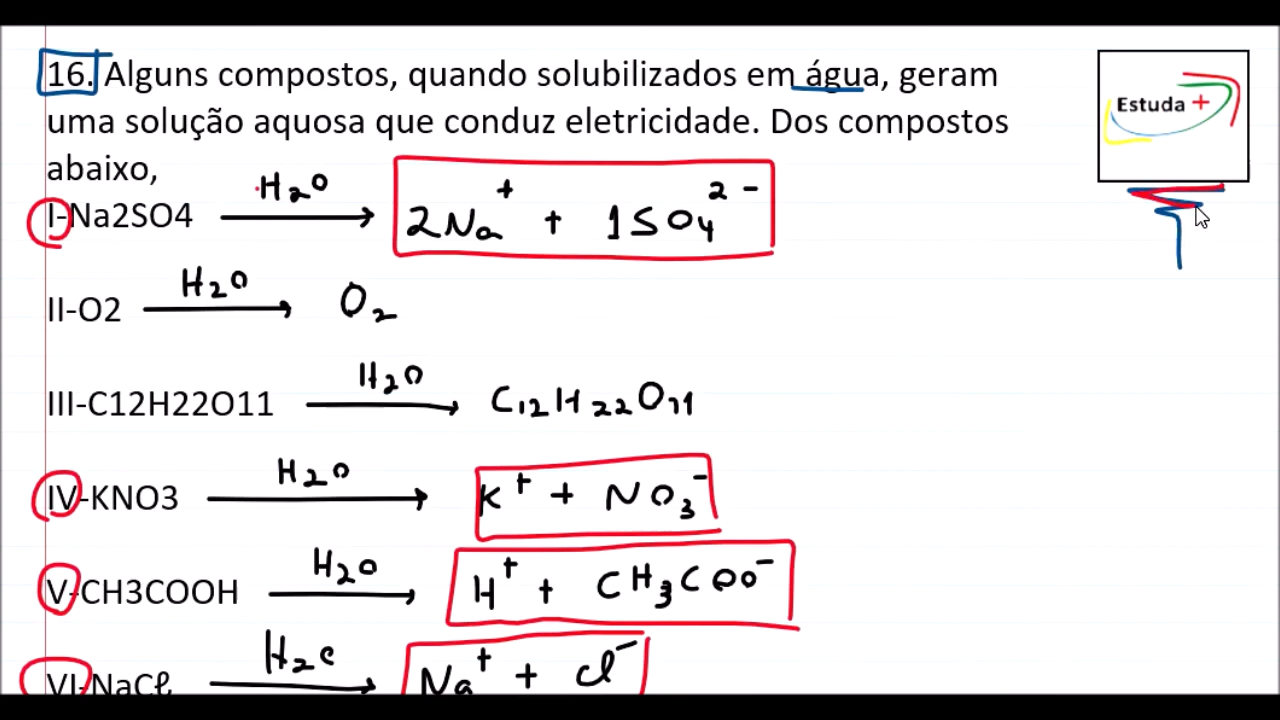 16. Alguns compostos, quando solubilizados em água, geram
uma solução aquosa que conduz eletricidade. Dos compostos
abaixo,
Estuda +
I-Na2SO4 H2O 2Na+ + 1SO4 2-
II-O2 H2O O2
III-C12H22O11 H2O C12H22O11
IV-KNO3 H2O K+ + NO3-
V-CH3COOH H2O H+ + CH3COO-
VI-NaCℓ H2O Na+ + Cl-